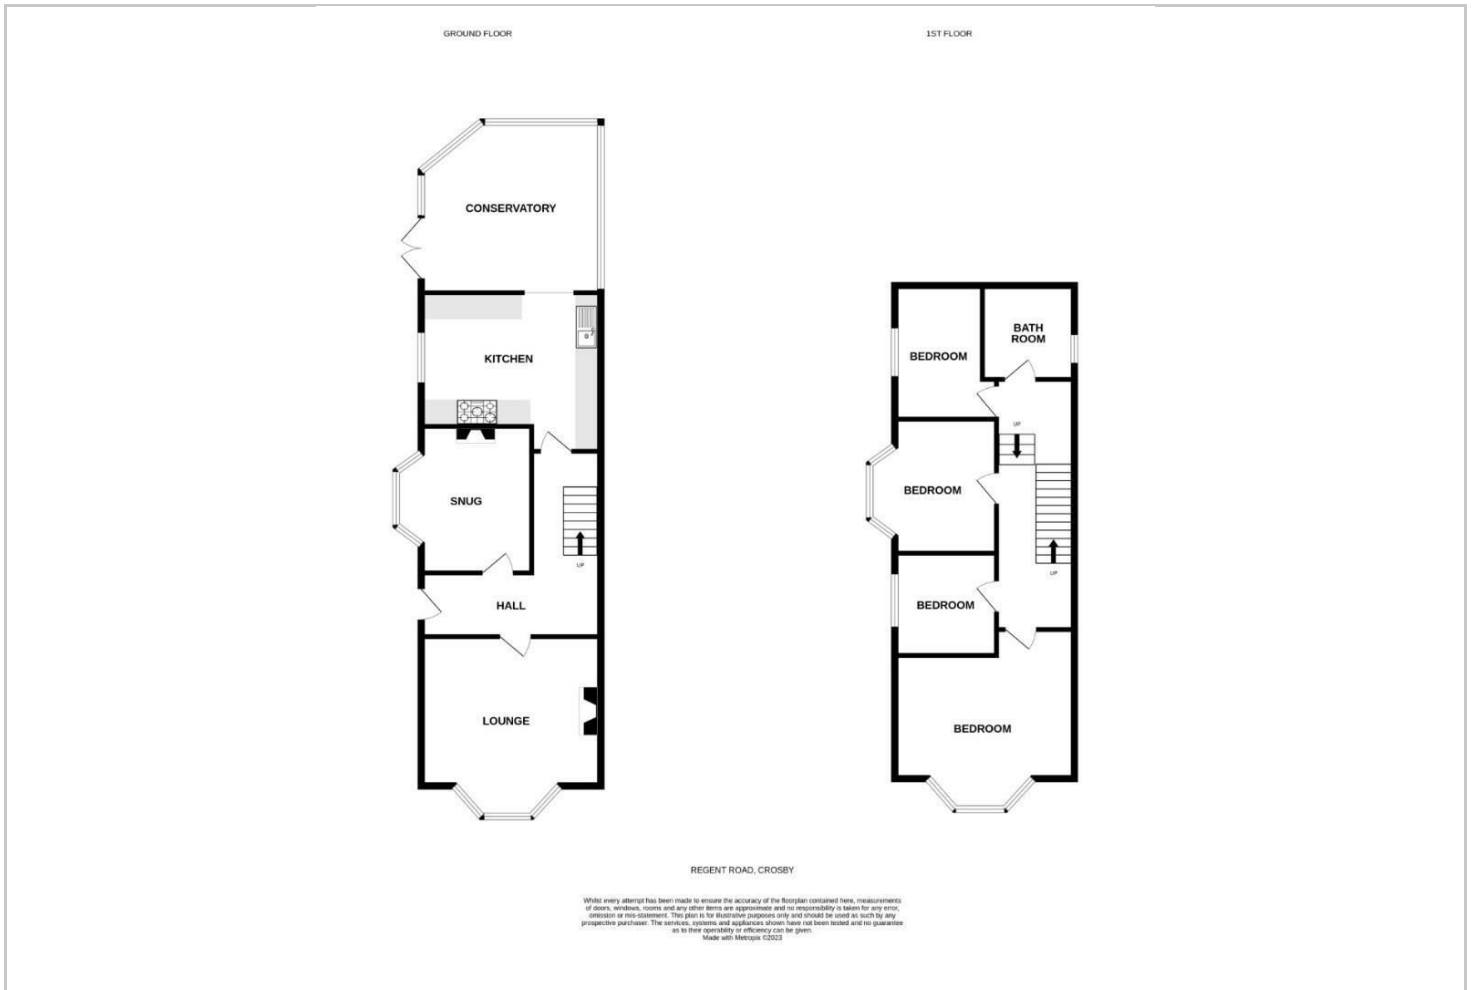 GROUND FLOOR
1ST FLOOR
CONSERVATORY
KITCHEN
SNUG
UP
HALL
LOUNGE
BATH
ROOM
BEDROOM
UP
BEDROOM
UP
BEDROOM
BEDROOM
REGENT ROAD, CROSBY
Whilst every attempt has been made to ensure the accuracy of the floorplan contained here, measurements
of doors, windows, rooms and any other items are approximate and no responsibility is taken for any error,
omission or mis-statement. This plan is for illustrative purposes only and should be used as such by any
prospective purchaser. The services, systems and appliances shown have not been tested and no guarantee
as to their operability or efficiency can be given.
Made with Metropix ©2023